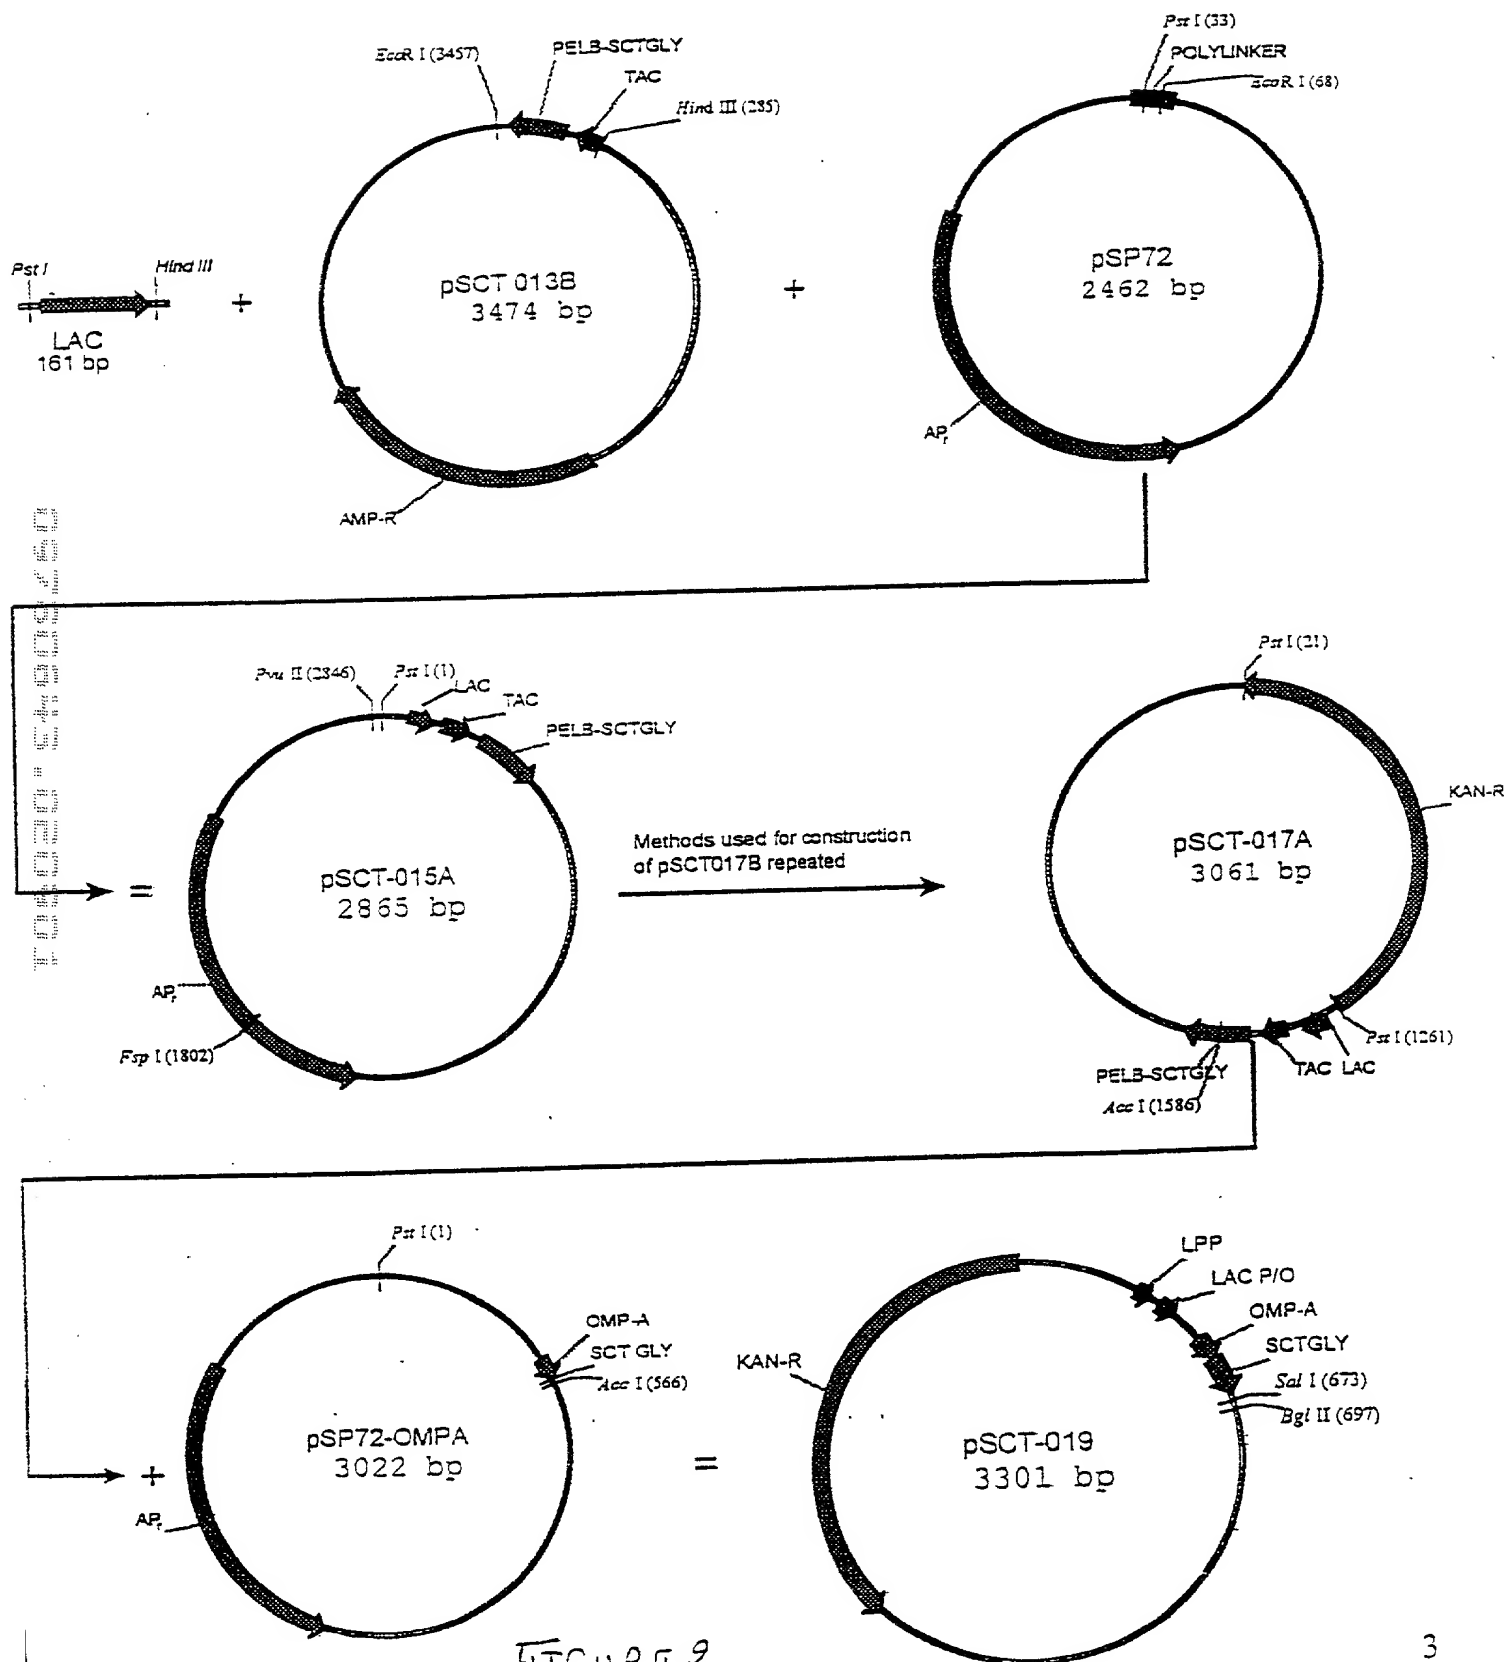 EcoR I (3457)
PELB-SCTGLY
TAC
Hind III (285)
Pst I (33)
POLYLINKER
EcoR I (68)
Pst I
Hind III
LAC
161 bp
+
pSCT 013B
3474 bp
+
pSP72
2462 bp
APr
AMP-R
Pvu II (2846)
Pst I (1)
LAC
TAC
PELB-SCTGLY
Pst I (21)
KAN-R
=
pSCT-015A
2865 bp
Methods used for construction
of pSCT017B repeated
pSCT-017A
3061 bp
APr
Fsp I (1802)
Pst I (1261)
TAC LAC
PELB-SCTGLY
Acc I (1586)
Pst I (1)
OMP-A
SCT GLY
Acc I (566)
LPP
LAC P/O
OMP-A
SCTGLY
Sal I (673)
Bgl II (697)
KAN-R
+
pSP72-OMPA
3022 bp
=
pSCT-019
3301 bp
APr
FIGURE 9
3